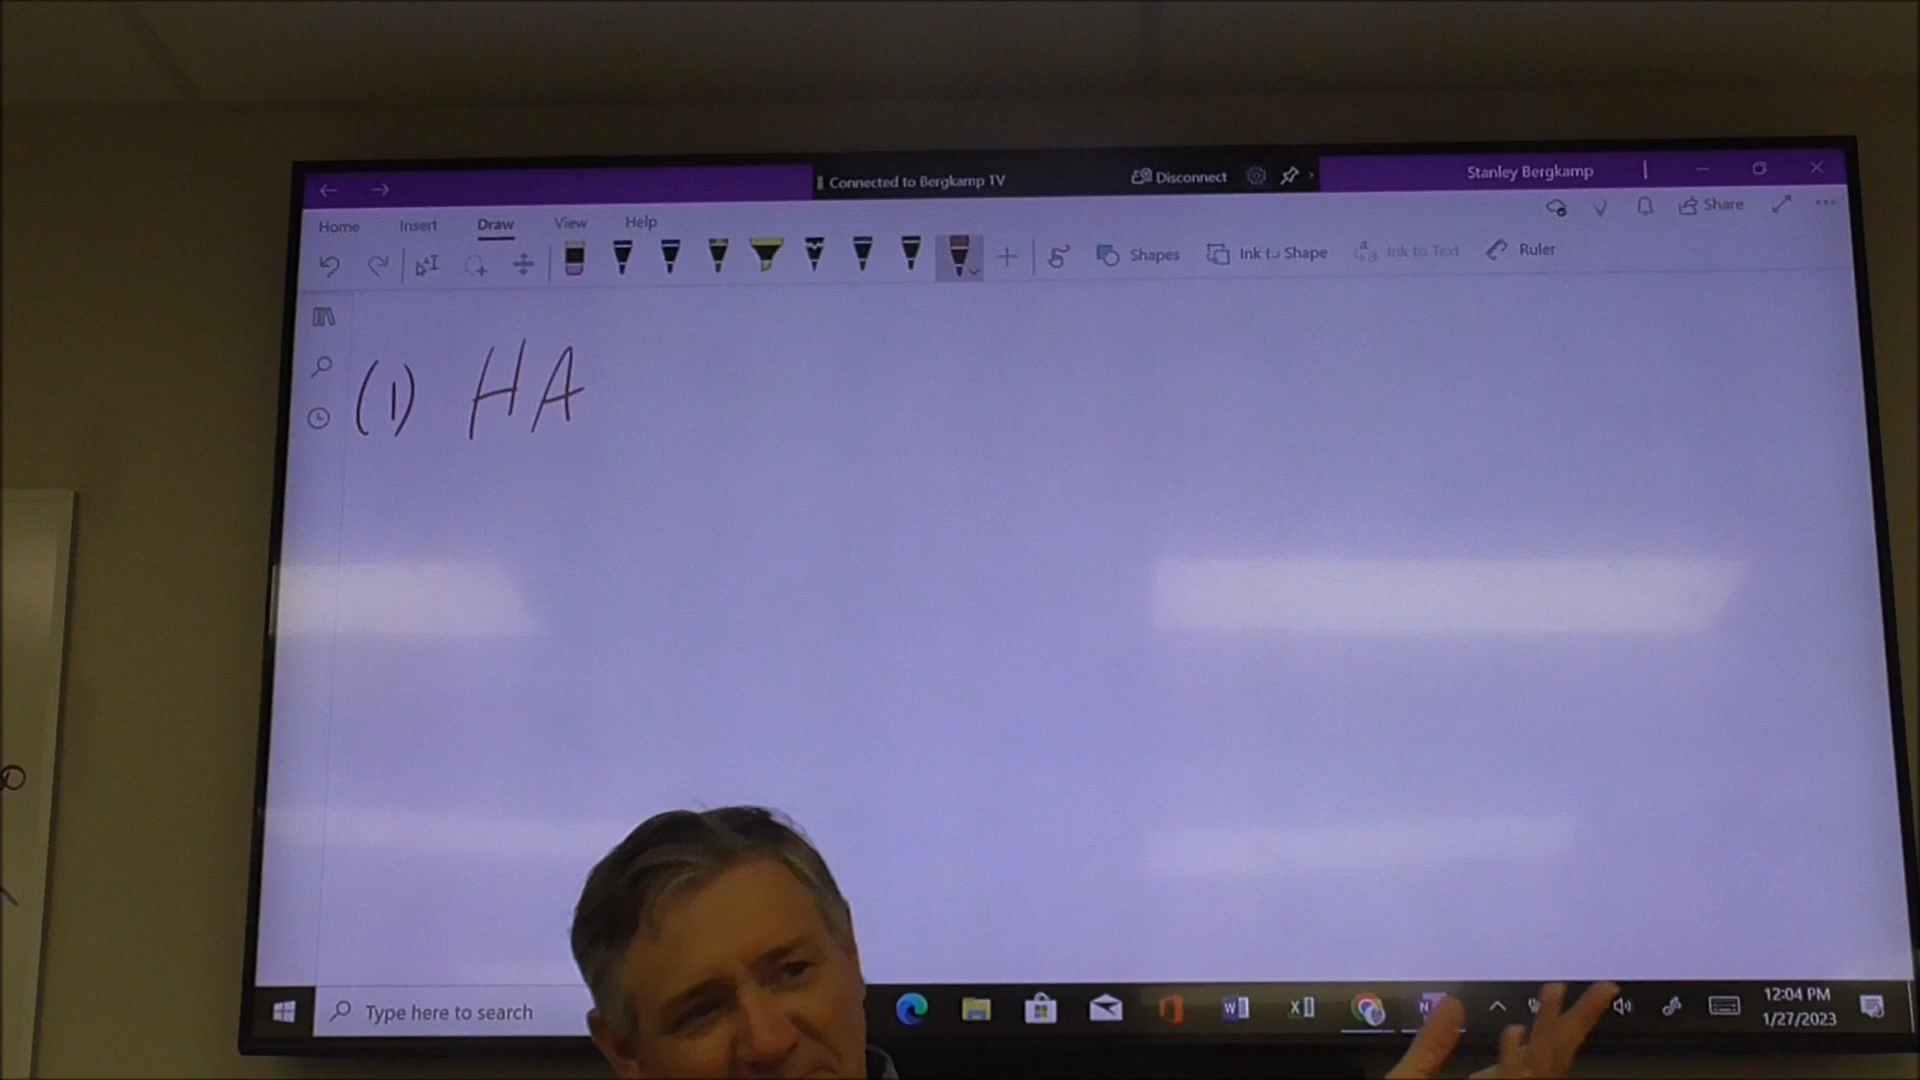 Connected to Bergkamp TV
Disconnect
Stanley Bergkamp
Home Insert Draw View Help
Share
Shapes Ink to Shape Ink to Text Ruler
(1) HA
Type here to search
12:04 PM
1/27/2023